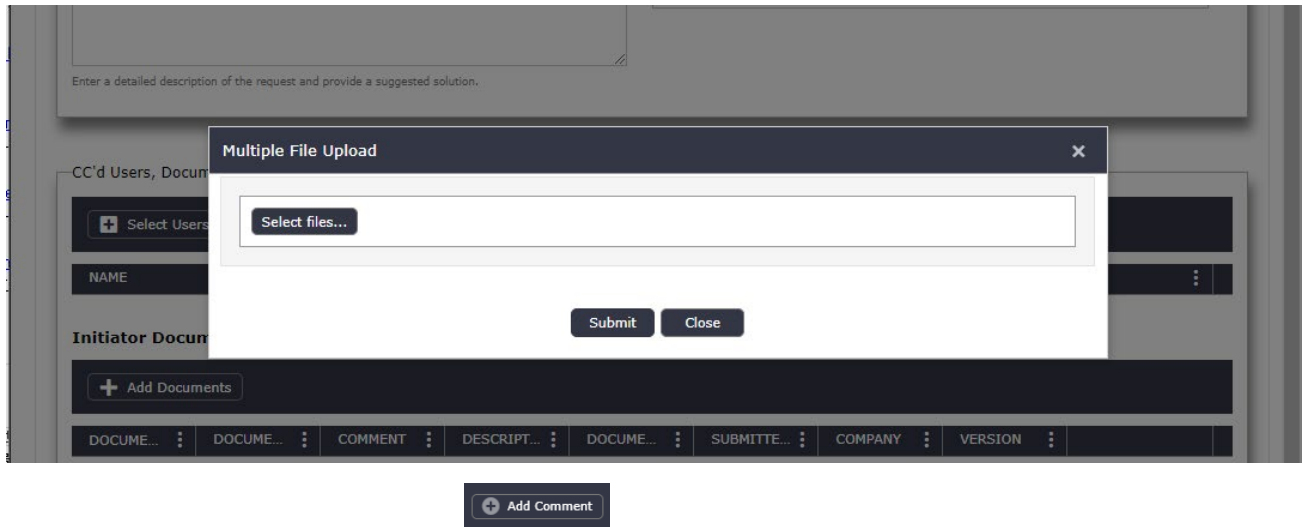 Enter a detailed description of the request and provide a suggested solution.
Multiple File Upload
CC'd Users, Docum
Select files...
Select Users
NAME
Submit Close
Initiator Docum
Add Documents
DOCUME... DOCUME... COMMENT DESCRIPT... DOCUME... SUBMITTE... COMPANY VERSION
Add Comment